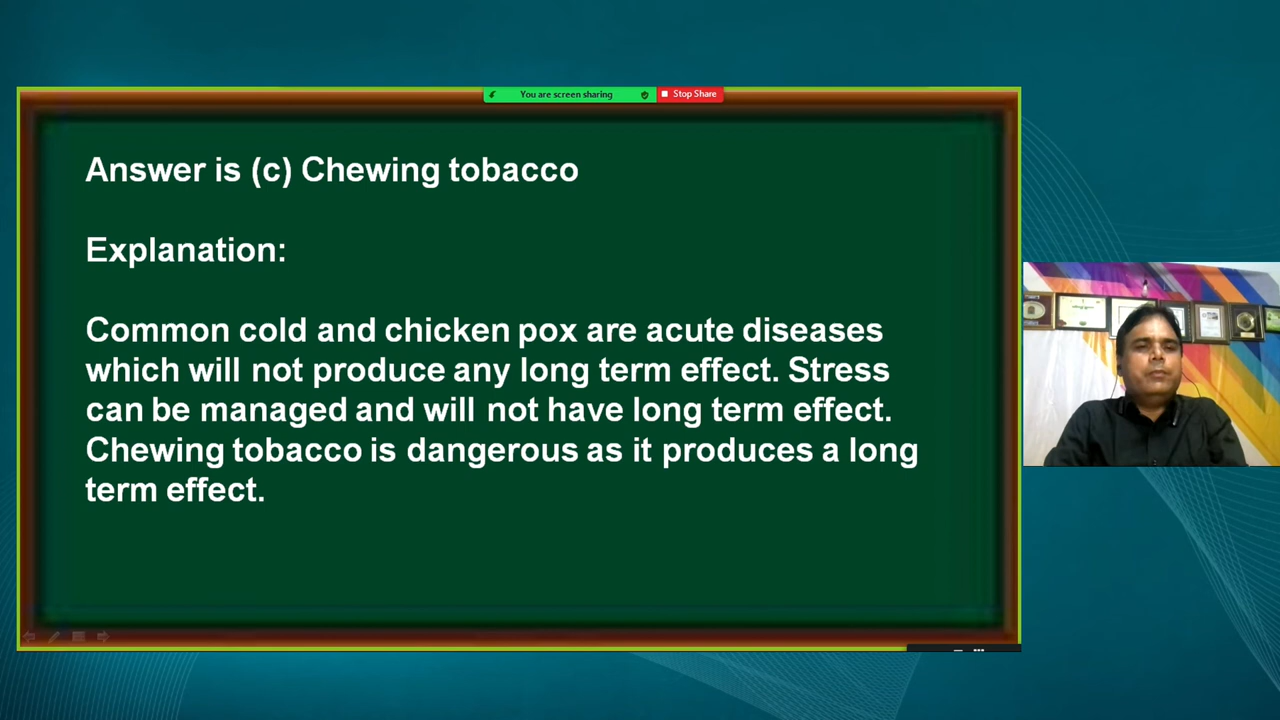 You are screen sharing
Stop Share
Answer is (c) Chewing tobacco
Explanation:
Common cold and chicken pox are acute diseases
which will not produce any long term effect. Stress
can be managed and will not have long term effect.
Chewing tobacco is dangerous as it produces a long
term effect.